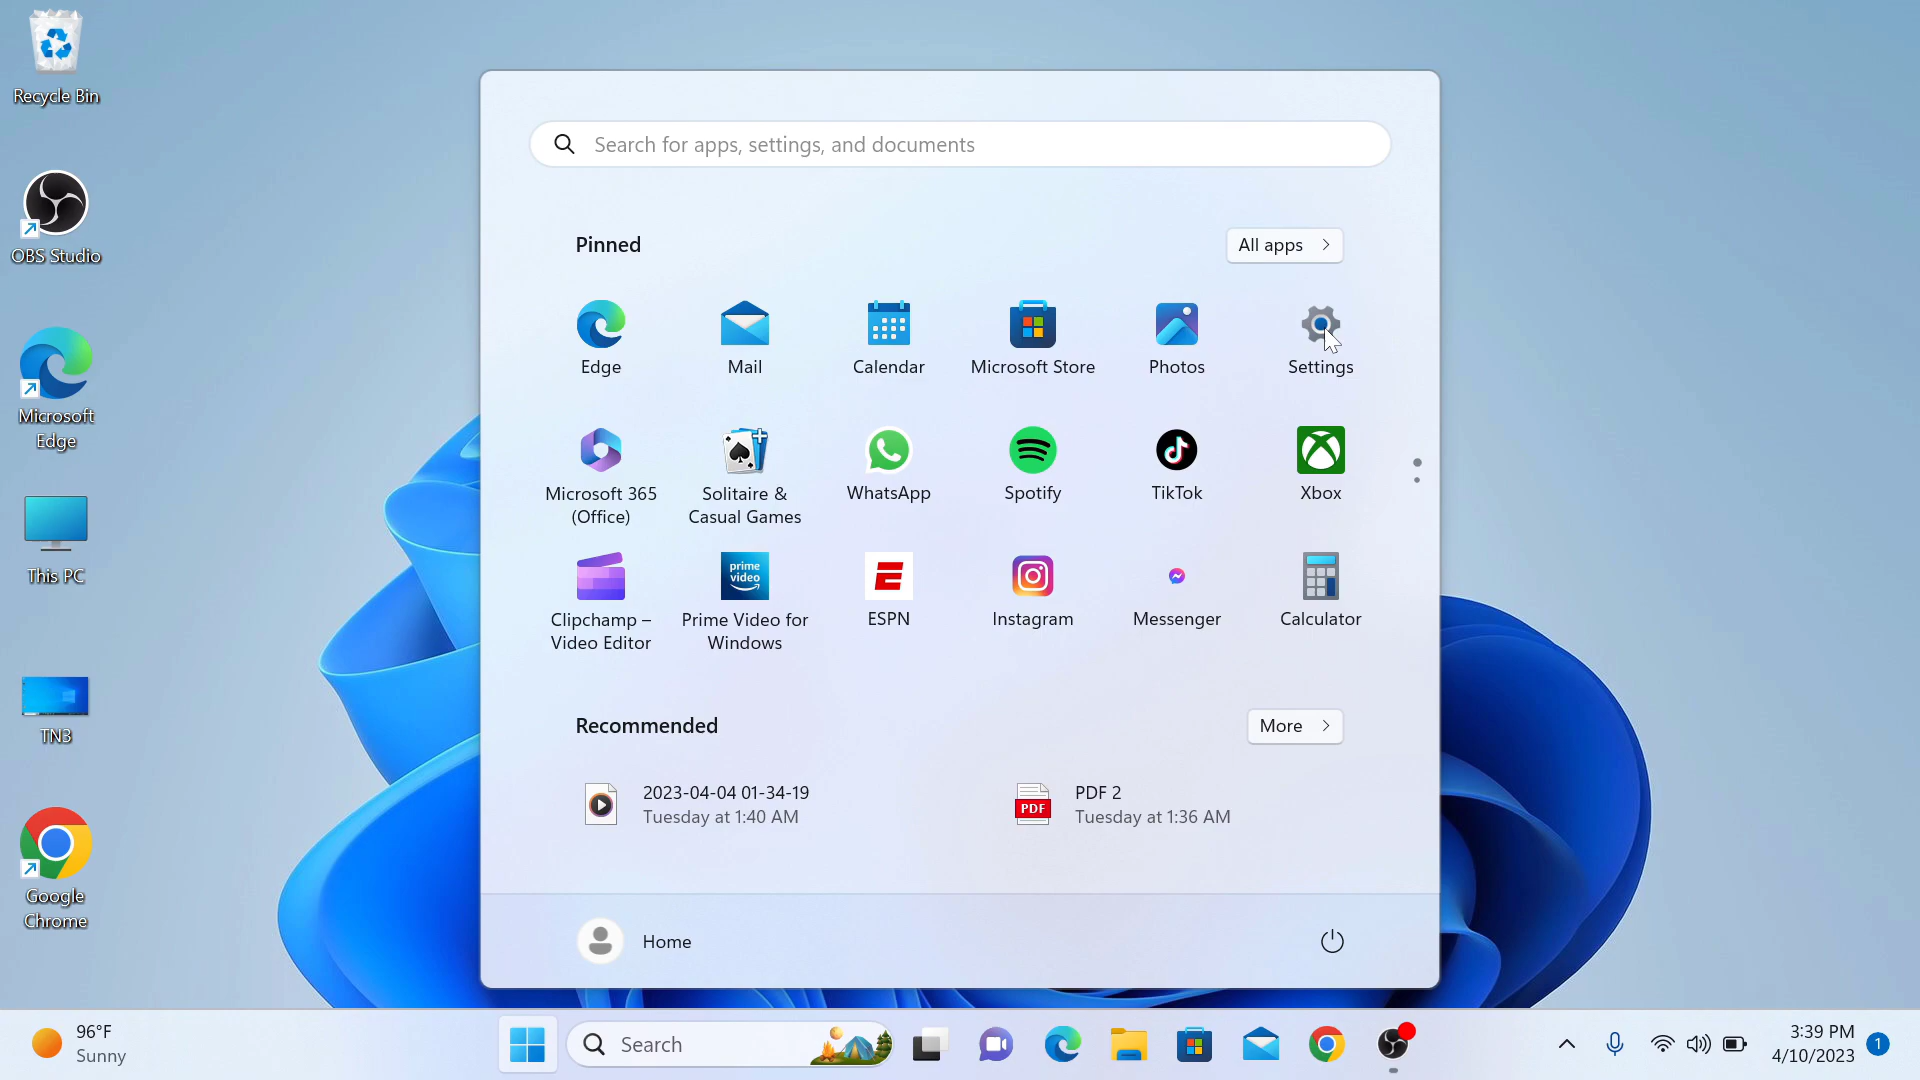 Recycle Bin
OBS Studio
Microsoft
Edge
This PC
TN3
Google
Chrome
Search for apps, settings, and documents
Pinned
All apps
Edge
Mail
Calendar
Microsoft Store
Photos
Settings
Microsoft 365
(Office)
Solitaire &
Casual Games
WhatsApp
Spotify
TikTok
Xbox
prime
video
Clipchamp –
Video Editor
Prime Video for
Windows
ESPN
Instagram
Messenger
Calculator
Recommended
More
2023-04-04 01-34-19
Tuesday at 1:40 AM
PDF
PDF 2
Tuesday at 1:36 AM
Home
96°F
Sunny
Search
3:39 PM
4/10/2023
1